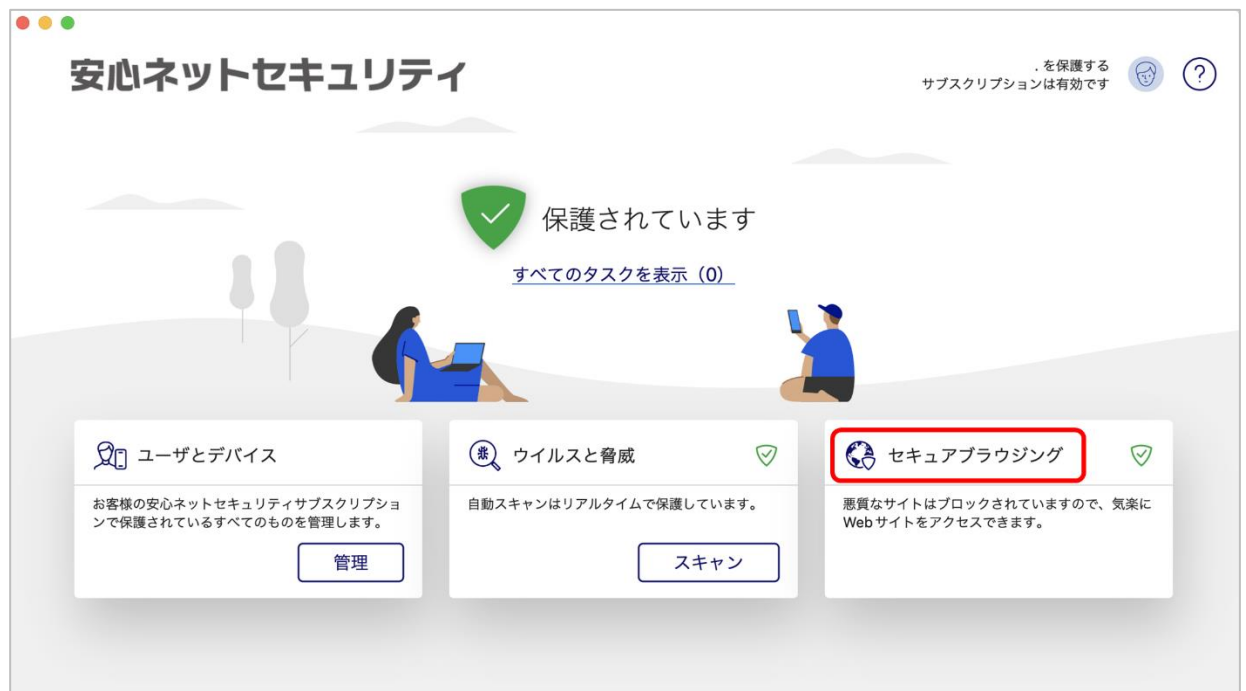 安心ネットセキュリティ
. を保護する
サブスクリプションは有効です
?
保護されています
すべてのタスクを表示（0）
ユーザとデバイス
お客様の安心ネットセキュリティサブスクリプショ
ンで保護されているすべてのものを管理します。
管理
ウイルスと脅威
自動スキャンはリアルタイムで保護しています。
スキャン
セキュアブラウジング
悪質なサイトはブロックされていますので、気楽に
Web サイトをアクセスできます。